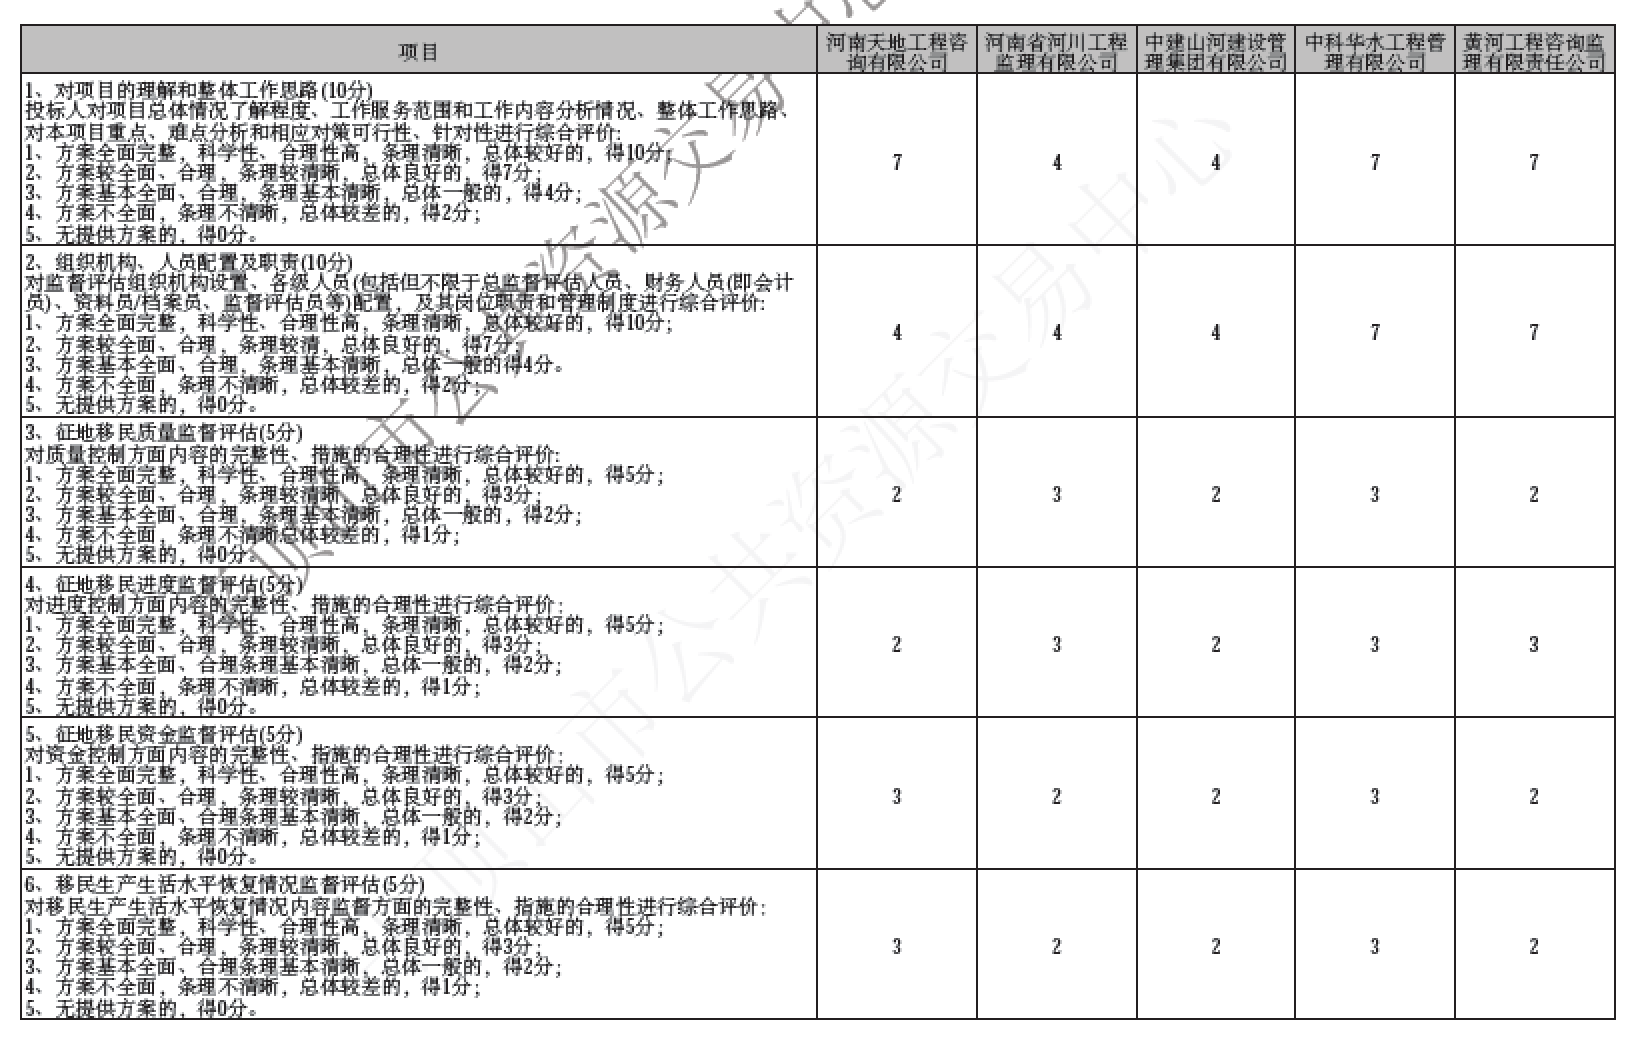 项目
河南天地工程咨
询有限公司
河南省河川工程
监理有限公司
中建山河建设管
理集团有限公司
中科华水工程管
理有限公司
黄河工程咨询监
理有限责任公司
1、对项目的理解和整体工作思路(10分)
投标人对项目总体情况了解程度、工作服务范围和工作内容分析情况、整体工作思路、
对本项目重点、难点分析和相应对策可行性、针对性进行综合评价:
1、方案全面完整，科学性、合理性高，条理清晰，总体较好的，得10分；
2、方案较全面、合理，条理较清晰，总体良好的，得7分；
3、方案基本全面、合理，条理基本清晰，总体一般的，得4分；
4、方案不全面，条理不清晰，总体较差的，得2分；
5、无提供方案的，得0分。
7
4
4
7
7
2、组织机构、人员配置及职责(10分)
对监督评估组织机构设置、各级人员(包括但不限于总监督评估人员、财务人员(即会计
员)、资料员/档案员、监督评估员等)配置，及其岗位职责和管理制度进行综合评价:
1、方案全面完整，科学性、合理性高，条理清晰，总体较好的，得10分；
2、方案较全面、合理，条理较清，总体良好的，得7分；
3、方案基本全面、合理，条理基本清晰，总体一般的得4分。
4、方案不全面，条理不清晰，总体较差的，得2分；
5、无提供方案的，得0分。
4
4
4
7
7
3、征地移民质量监督评估(5分)
对质量控制方面内容的完整性、措施的合理性进行综合评价:
1、方案全面完整，科学性、合理性高，条理清晰，总体较好的，得5分；
2、方案较全面、合理，条理较清晰，总体良好的，得3分；
3、方案基本全面、合理，条理基本清晰，总体一般的，得2分；
4、方案不全面，条理不清晰总体较差的，得1分；
5、无提供方案的，得0分。
2
3
2
3
2
4、征地移民进度监督评估(5分)
对进度控制方面内容的完整性、措施的合理性进行综合评价；
1、方案全面完整，科学性、合理性高，条理清晰，总体较好的，得5分；
2、方案较全面、合理，条理较清晰，总体良好的，得3分；
3、方案基本全面、合理条理基本清晰，总体一般的，得2分；
4、方案不全面，条理不清晰，总体较差的，得1分；
5、无提供方案的，得0分。
2
3
2
3
3
5、征地移民资金监督评估(5分)
对资金控制方面内容的完整性、措施的合理性进行综合评价；
1、方案全面完整，科学性、合理性高，条理清晰，总体较好的，得5分；
2、方案较全面、合理，条理较清晰，总体良好的，得3分；
3、方案基本全面、合理条理基本清晰，总体一般的，得2分；
4、方案不全面，条理不清晰，总体较差的，得1分；
5、无提供方案的，得0分。
3
2
2
3
2
6、移民生产生活水平恢复情况监督评估(5分)
对移民生产生活水平恢复情况内容监督方面的完整性、措施的合理性进行综合评价；
1、方案全面完整，科学性、合理性高，条理清晰，总体较好的，得5分；
2、方案较全面、合理，条理较清晰，总体良好的，得3分；
3、方案基本全面、合理条理基本清晰，总体一般的，得2分；
4、方案不全面，条理不清晰，总体较差的，得1分；
5、无提供方案的，得0分。
3
2
2
3
2
顶山市公共资源交易中心
顶山市公共资源交易中心